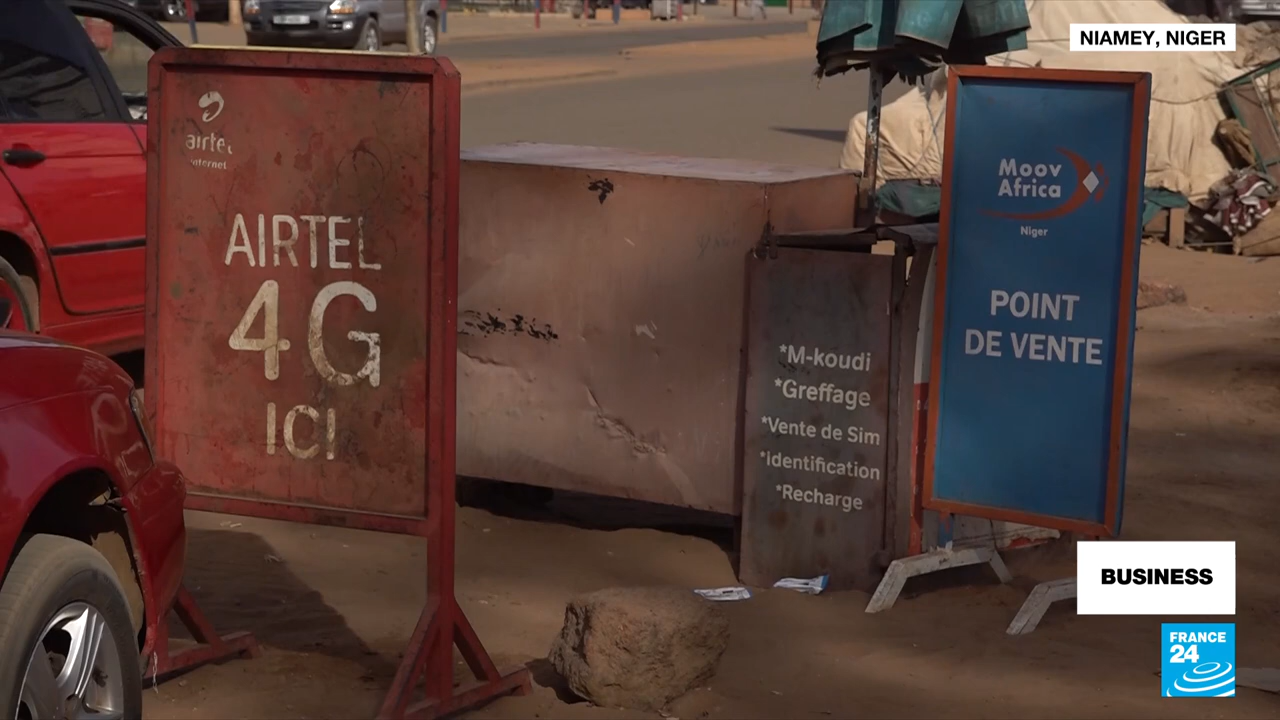 NIAMEY, NIGER
airtel
internet
AIRTEL
4G
ICI
*M-koudi
*Greffage
*Vente de Sim
*Identification
*Recharge
Moov
Africa
Niger
POINT
DE VENTE
BUSINESS
FRANCE
24